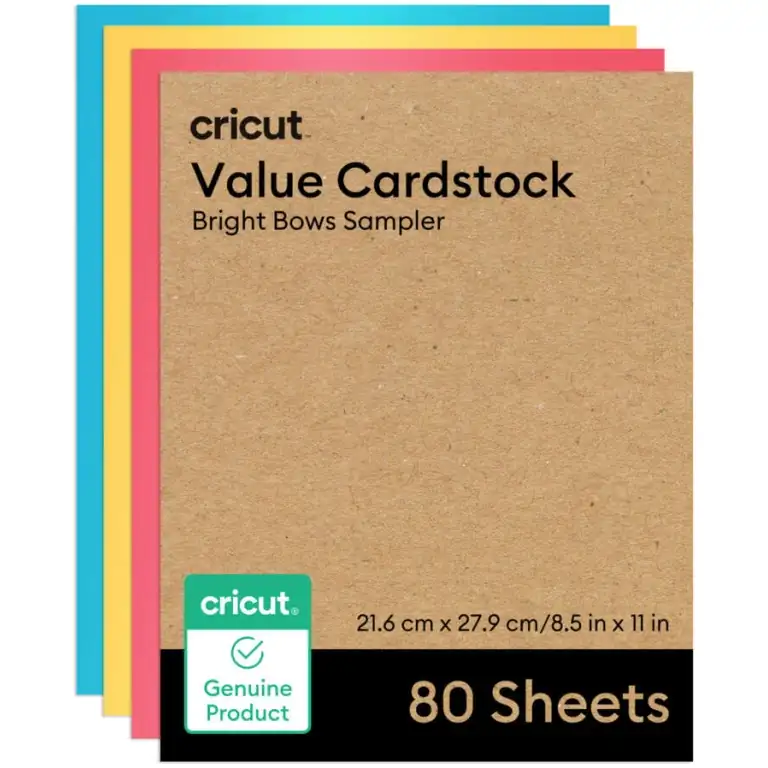 cricut™
Value Cardstock
Bright Bows Sampler
21.6 cm x 27.9 cm/8.5 in x 11 in
80 Sheets
cricut®
Genuine
Product